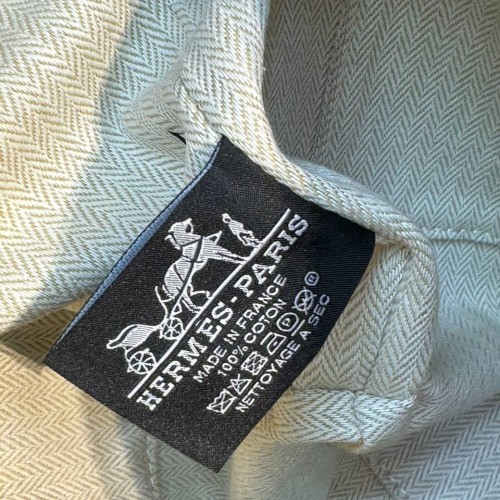 HERMES-PARIS
MADE IN FRANCE
100% COTON
NETTOYAGE A SEC